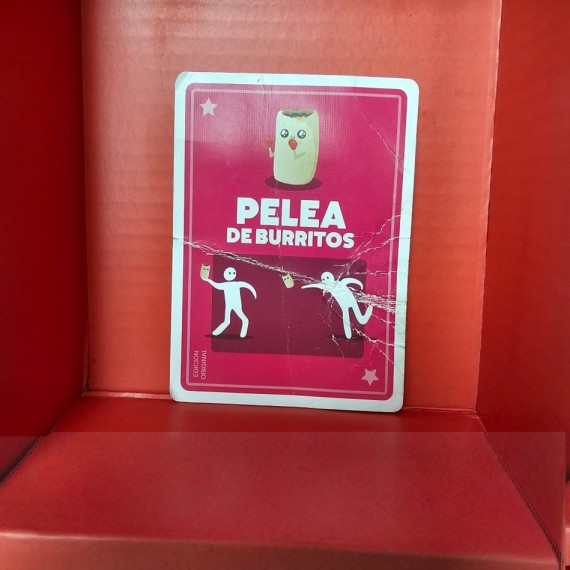 PELEA
DE BURRITOS
EDICIÓN
ORIGINAL